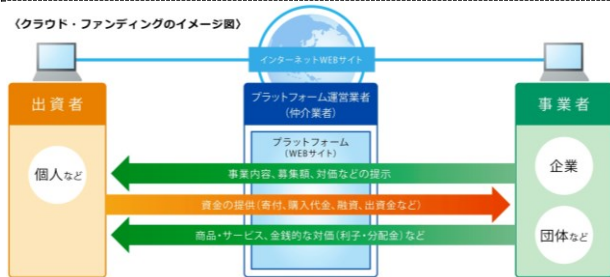 〈クラウド・ファンディングのイメージ図〉
インターネットWEBサイト
出資者
プラットフォーム運営業者
(仲介業者)
事業者
プラットフォーム
(WEBサイト)
個人など
企業
事業内容、募集額、対価などの提示
資金の提供(寄付、購入代金、融資、出資金など)
商品・サービス、金銭的な対価(利子・分配金)など
団体など